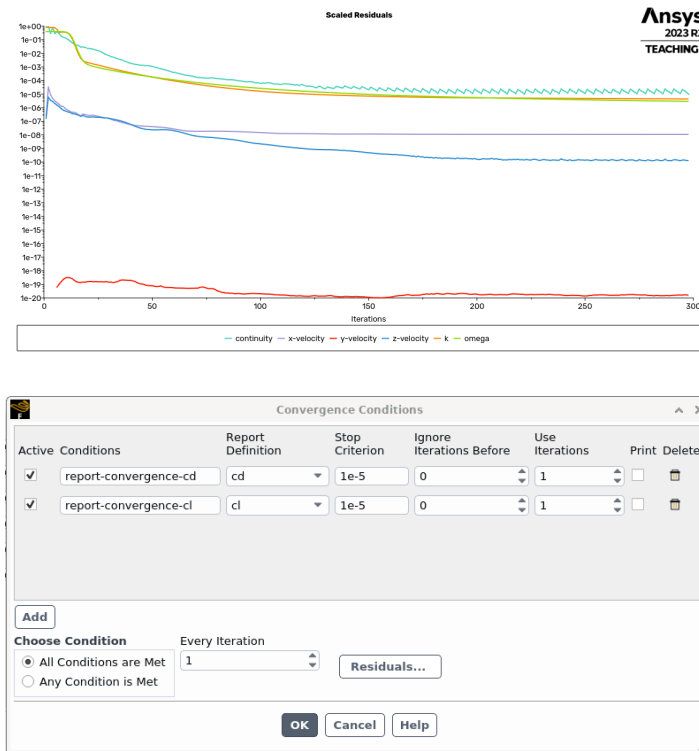 Scaled Residuals
Ansys
2023 R
TEACHING
1e+00
1e-01
1e-02
1e-03
1e-04
1e-05
1e-06
1e-07
1e-08
1e-09
1e-10
1e-11
1e-12
1e-13
1e-14
1e-15
1e-16
1e-17
1e-18
1e-19
1e-20
0 50 100 150 200 250 300
Iterations
continuity x-velocity y-velocity z-velocity k omega
F
Convergence Conditions
Active Conditions Report Definition Stop Criterion Ignore Iterations Before Use Iterations Print Delete
report-convergence-cd cd 1e-5 0 1
report-convergence-cl cl 1e-5 0 1
Add
Choose Condition Every Iteration
All Conditions are Met 1 Residuals...
Any Condition is Met
OK Cancel Help